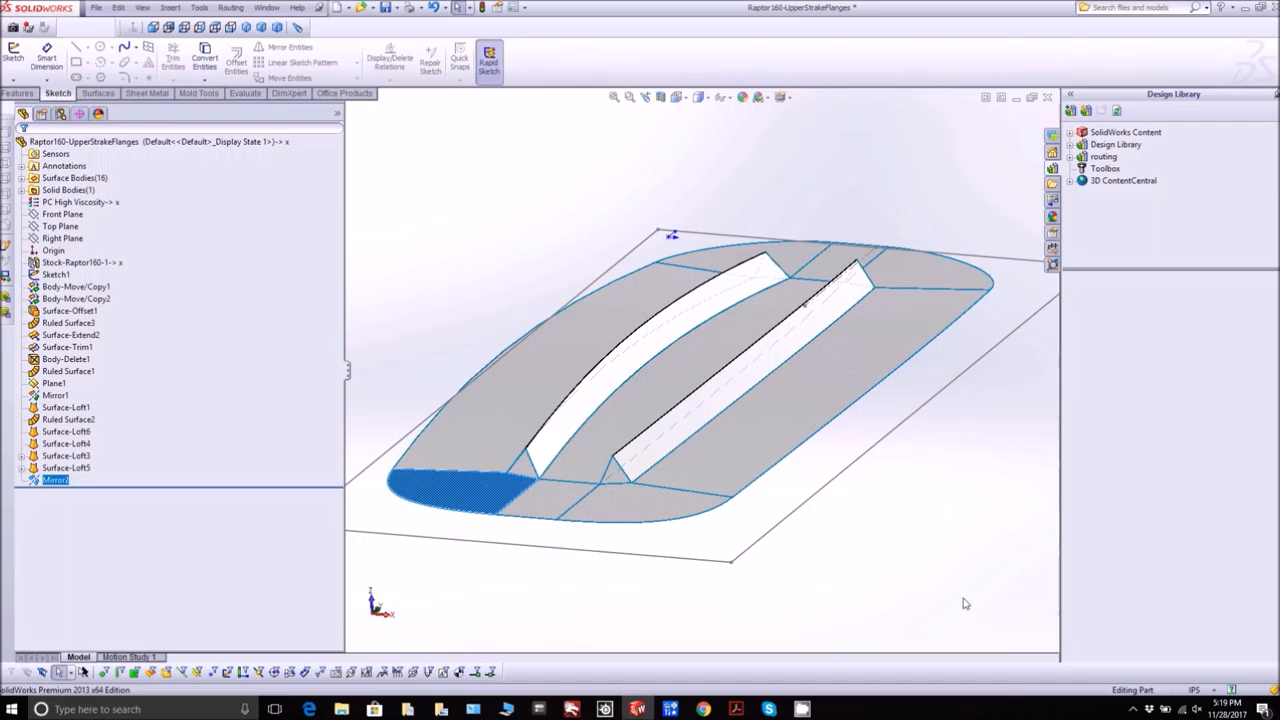 SOLIDWORKS File Edit View Insert Tools Routing Window Help Raptor160-UpperStrakeFlanges * Search files and models
Sketch Smart Dimension Trim Entities Convert Entities Offset Entities Mirror Entities Linear Sketch Pattern Move Entities Display/Delete Relations Repair Sketch Quick Snaps Rapid Sketch
Features Sketch Surfaces Sheet Metal Mold Tools Evaluate DimXpert Office Products
Design Library
Raptor160-UpperStrakeFlanges (Default<<Default>_Display State 1>)-> x
Sensors
Annotations
Surface Bodies(16)
Solid Bodies(1)
PC High Viscosity-> x
Front Plane
Top Plane
Right Plane
Origin
Stock-Raptor160-1-> x
Sketch1
Body-Move/Copy1
Body-Move/Copy2
Surface-Offset1
Ruled Surface3
Surface-Extend2
Surface-Trim1
Body-Delete1
Ruled Surface1
Plane1
Mirror1
Surface-Loft1
Ruled Surface2
Surface-Loft6
Surface-Loft4
Surface-Loft3
Surface-Loft5
Mirror2
SolidWorks Content
Design Library
routing
Toolbox
3D ContentCentral
Z
Y
X
Model Motion Study 1
SolidWorks Premium 2013 x64 Edition Editing Part IPS
Type here to search
5:19 PM
11/28/2017